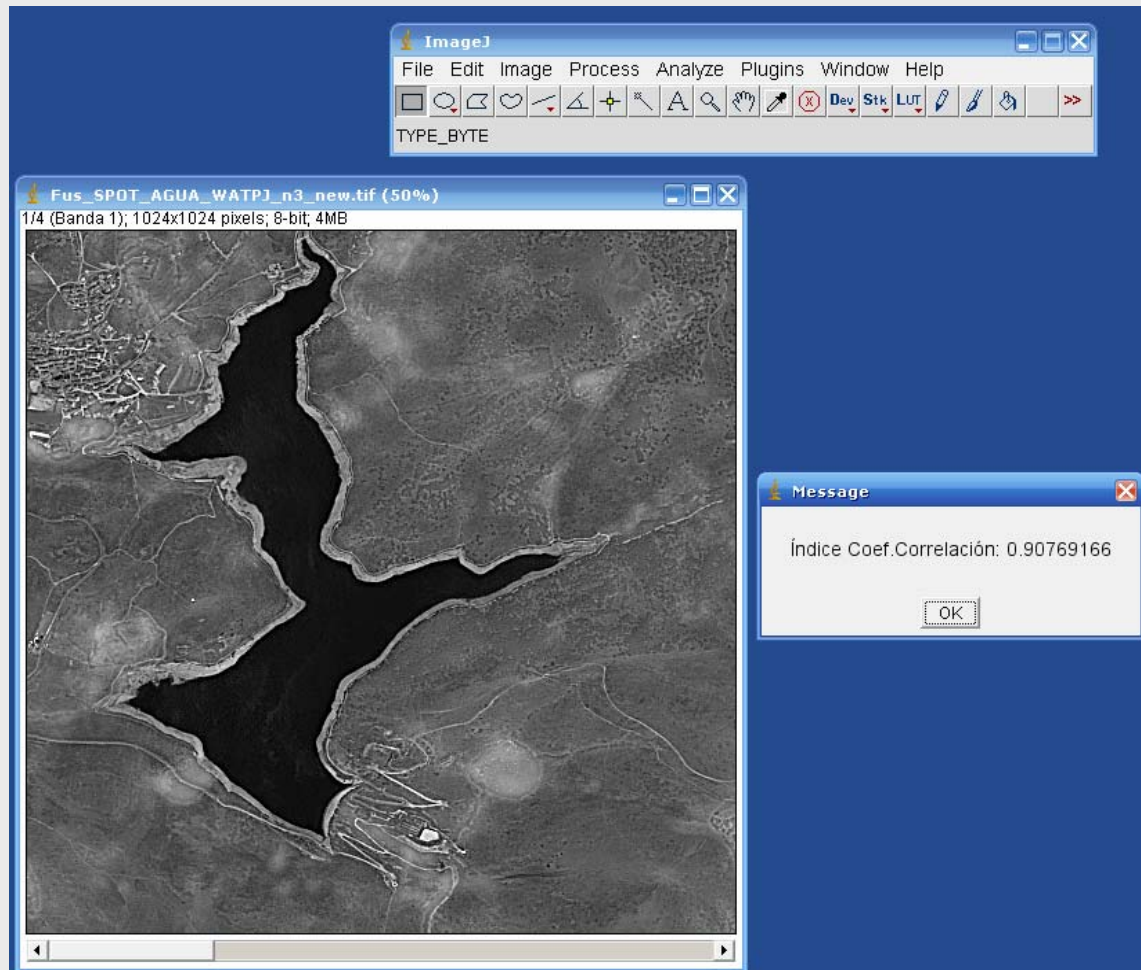 ImageJ
File Edit Image Process Analyze Plugins Window Help
A Dev Stk LUT >>
TYPE_BYTE
Fus_SPOT_AGUA_WATPJ_n3_new.tif (50%)
1/4 (Banda 1); 1024x1024 pixels; 8-bit; 4MB
Message
Índice Coef.Correlación: 0.90769166
OK